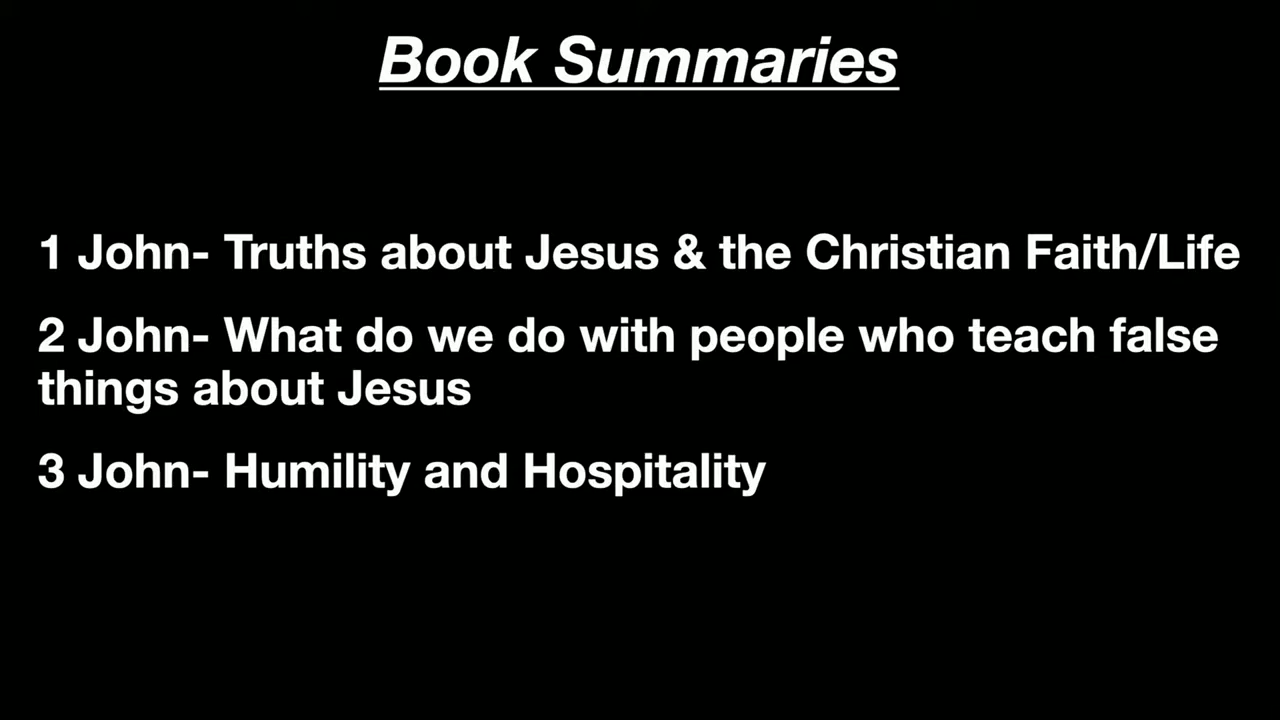 Book Summaries
1 John- Truths about Jesus & the Christian Faith/Life
2 John- What do we do with people who teach false
things about Jesus
3 John- Humility and Hospitality